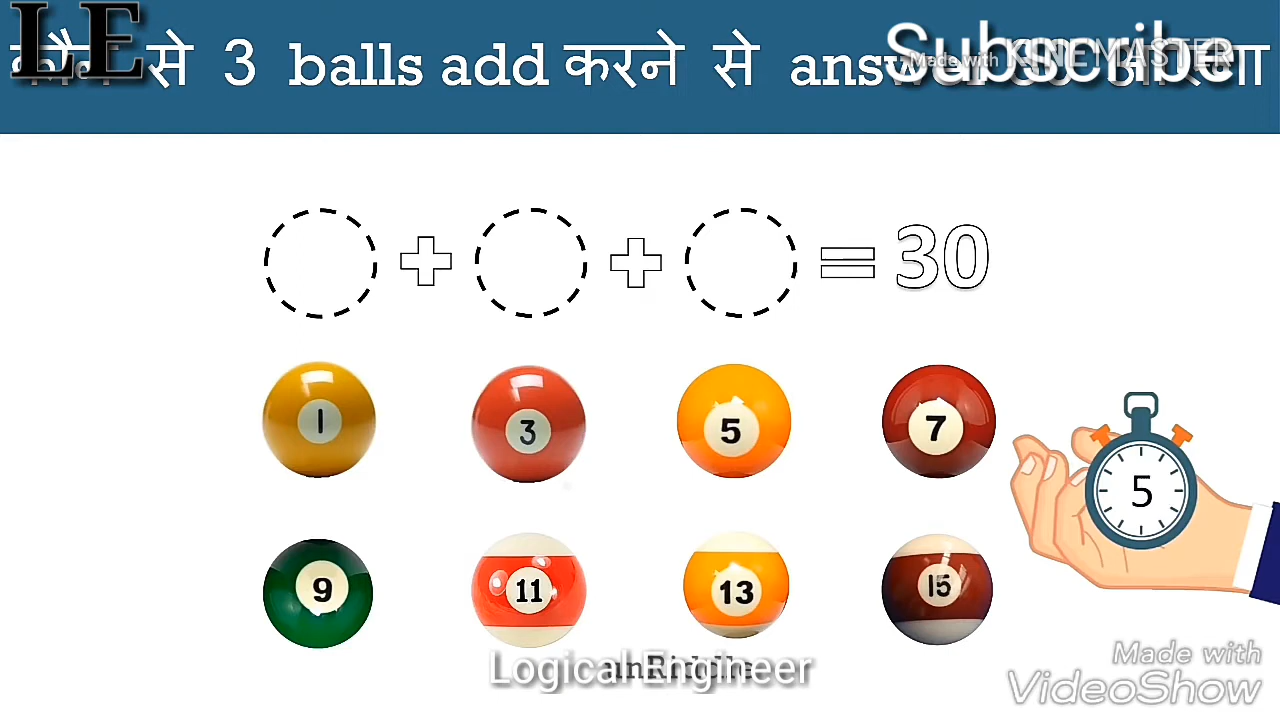 LE
से 3 balls add करने से
Subscribe
Made with KINEMASTER
+ + = 30
1 3 5 7
5
9 11 13 15
unRiddle
Logical Engineer
Made with
VideoShow